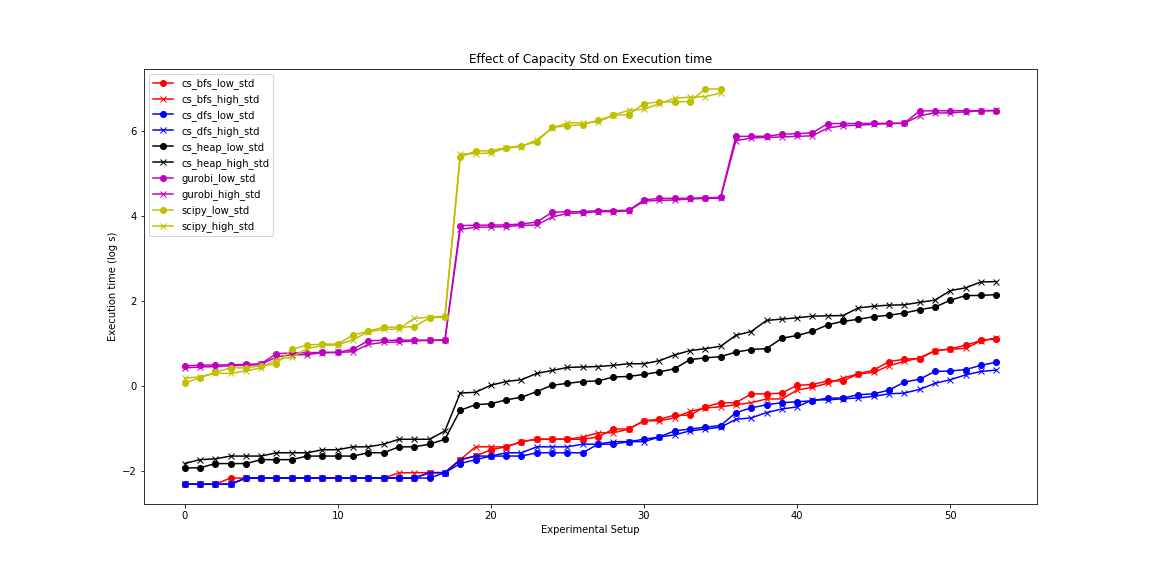 Effect of Capacity Std on Execution time
cs_bfs_low_std
cs_bfs_high_std
cs_dfs_low_std
cs_dfs_high_std
cs_heap_low_std
cs_heap_high_std
gurobi_low_std
gurobi_high_std
scipy_low_std
scipy_high_std
execution time (log s)
6
4
2
0
−2
0
10
20
30
40
50
Experimental Setup